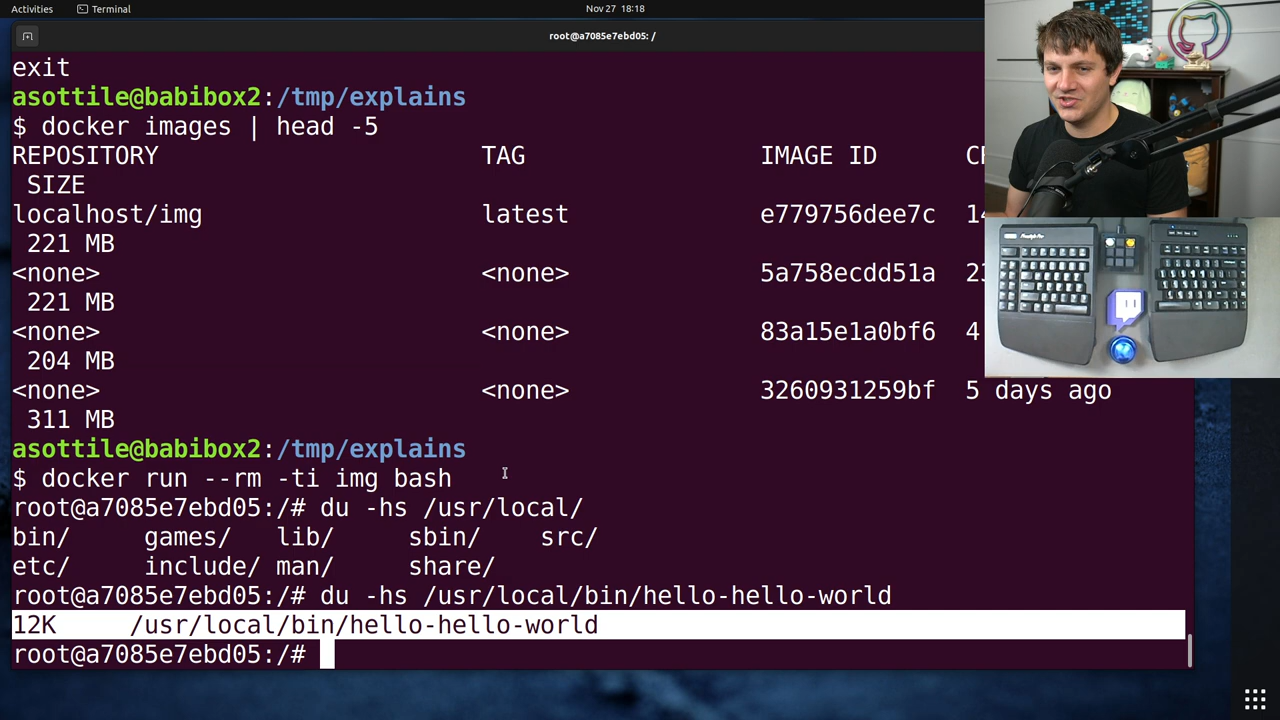 Activities
Terminal
Nov 27 18:18
root@a7085e7ebd05: /
exit
asottile@babibox2:/tmp/explains
$ docker images | head -5
REPOSITORY TAG IMAGE ID
SIZE
localhost/img latest e779756dee7c
221 MB
<none> <none> 5a758ecdd51a
221 MB
<none> <none> 83a15e1a0bf6 4
204 MB
<none> <none> 3260931259bf 5 days ago
311 MB
asottile@babibox2:/tmp/explains
$ docker run --rm -ti img bash
root@a7085e7ebd05:/# du -hs /usr/local/
bin/ games/ lib/ sbin/ src/
etc/ include/ man/ share/
root@a7085e7ebd05:/# du -hs /usr/local/bin/hello-hello-world
12K /usr/local/bin/hello-hello-world
root@a7085e7ebd05:/#